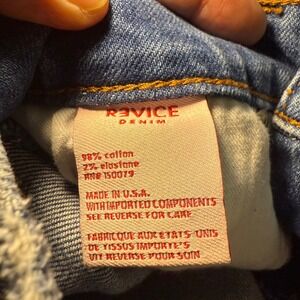 REVICE
DENIM
98% cotton
2% elastane
RN# 150079
MADE IN U.S.A.
WITH IMPORTED COMPONENTS
SEE REVERSE FOR CARE
FABRIQUE AUX ETATS-UNIS
DE TISSUS IMPORTE'S
VIT REVERSE POUR SOIN